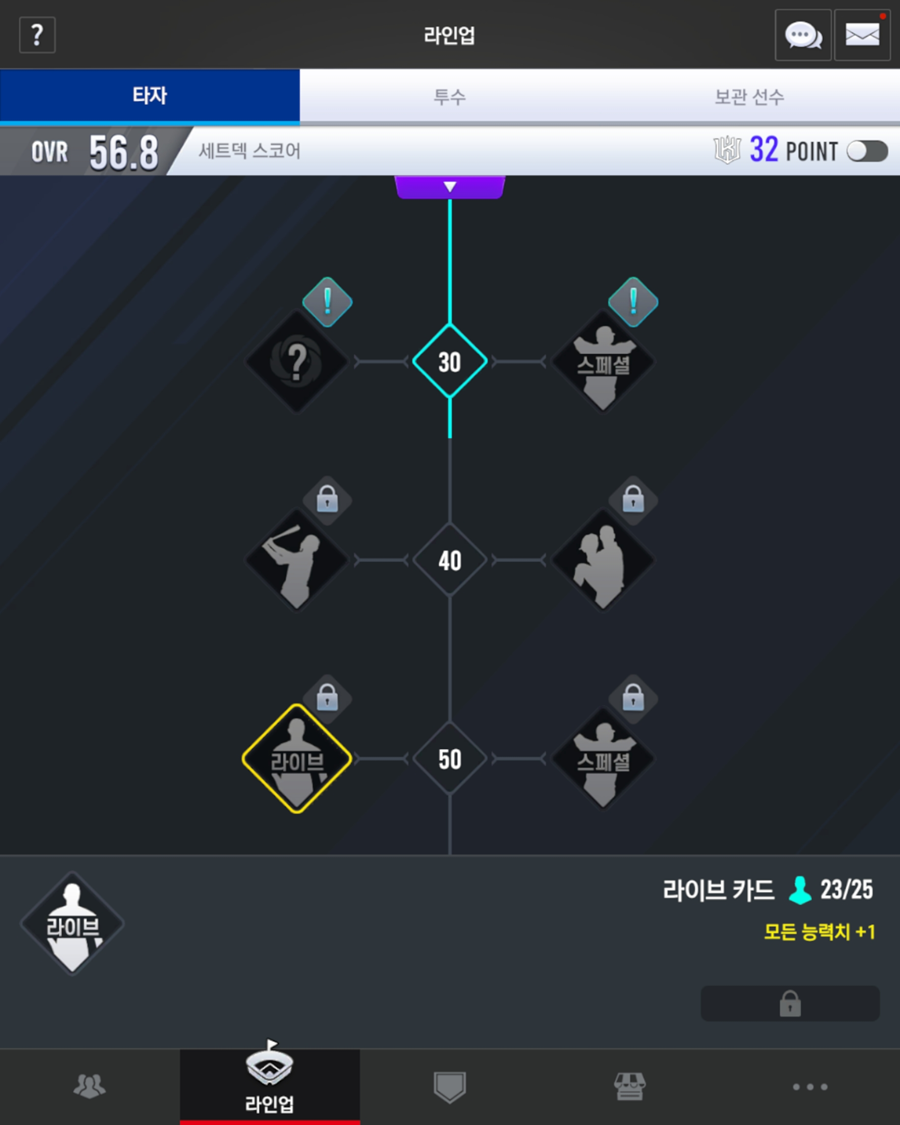 ?
라인업
타자
투수
보관 선수
OVR 56.8
세트덱 스코어
32 POINT
!
!
?
30
스페셜
40
라이브
50
스페셜
라이브
라이브 카드 23/25
모든 능력치 +1
라인업